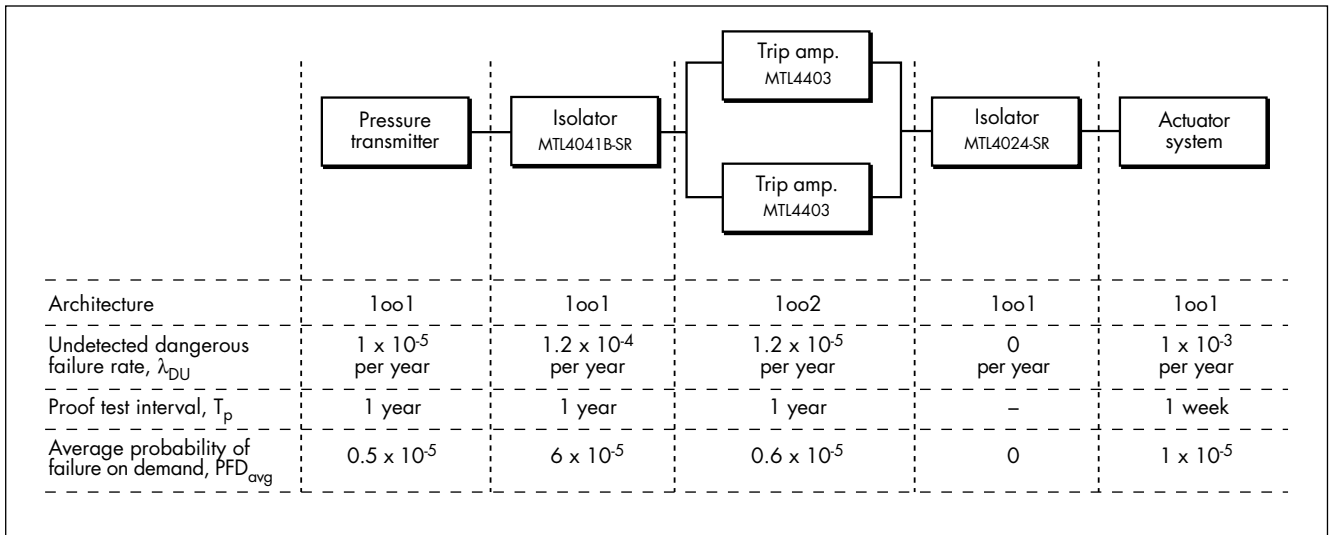 Pressure
transmitter
Isolator
MTL4041B-SR
Trip amp.
MTL4403
Trip amp.
MTL4403
Isolator
MTL4024-SR
Actuator
system
Architecture 1oo1 1oo1 1oo2 1oo1 1oo1
Undetected dangerous
failure rate, λDU
1 x 10-5
per year
1.2 x 10-4
per year
1.2 x 10-5
per year
0
per year
1 x 10-3
per year
Proof test interval, Tp 1 year 1 year 1 year – 1 week
Average probability of
failure on demand, PFDavg
0.5 x 10-5 6 x 10-5 0.6 x 10-5 0 1 x 10-5